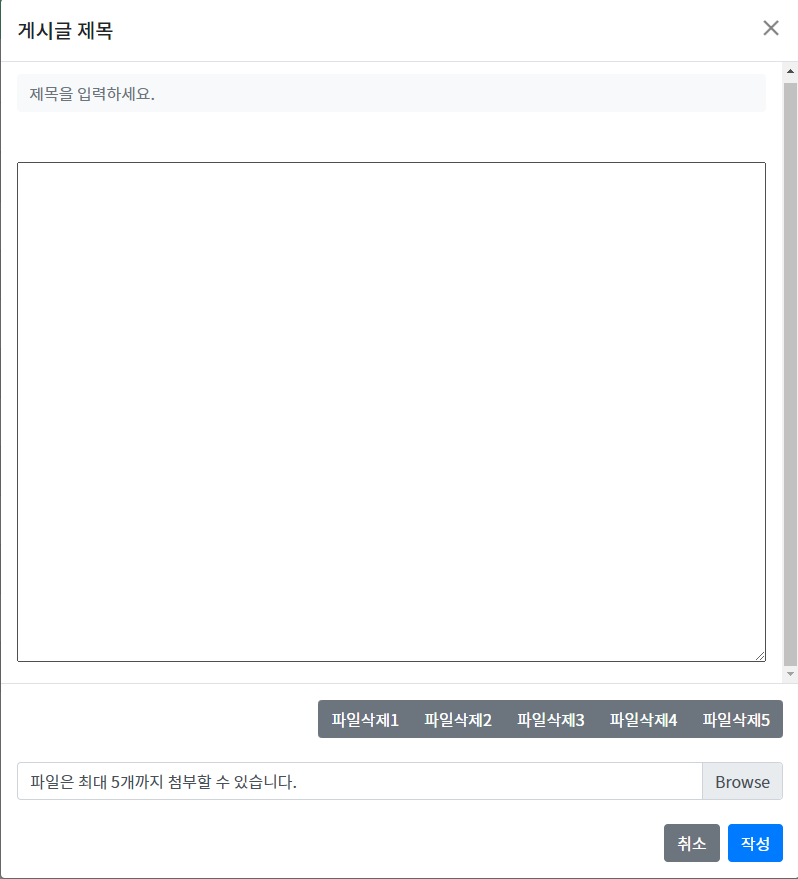 게시글 제목
제목을 입력하세요.
파일삭제1 파일삭제2 파일삭제3 파일삭제4 파일삭제5
파일은 최대 5개까지 첨부할 수 있습니다. Browse
취소 작성